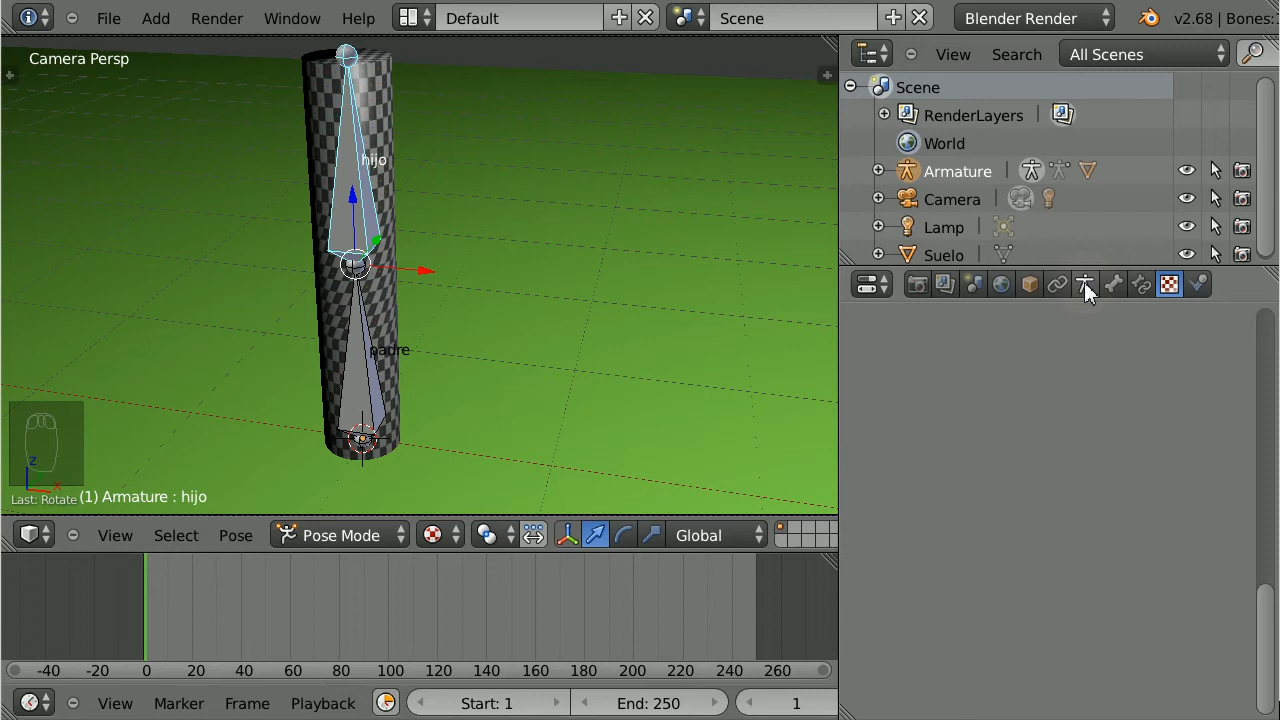 File Add Render Window Help Default Scene Blender Render v2.68 | Bones:
Camera Persp
View Search All Scenes
Scene
RenderLayers
World
Armature
Camera
Lamp
Suelo
hijo
padre
z
x
Last: Rotate
(1) Armature : hijo
View Select Pose Pose Mode Global
-40 -20 0 20 40 60 80 100 120 140 160 180 200 220 240 260
View Marker Frame Playback Start: 1 End: 250 1